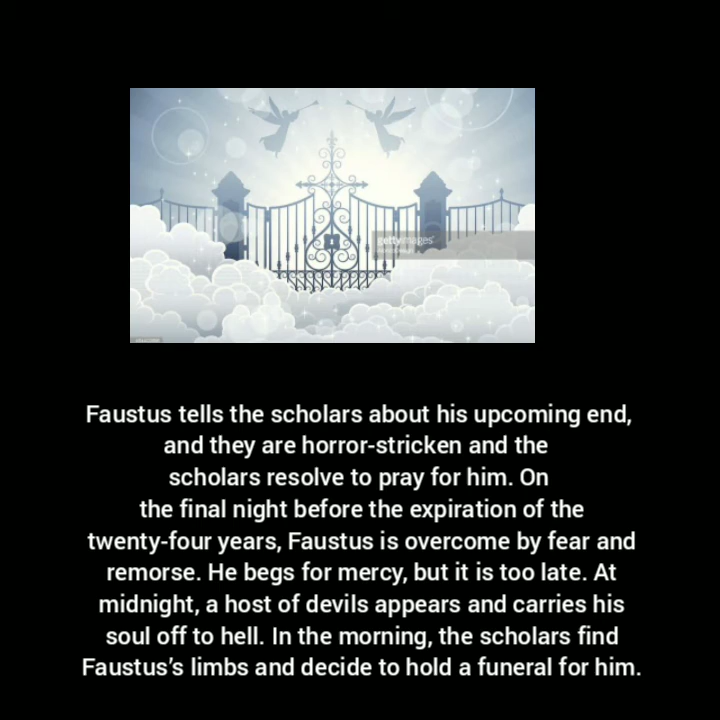 gettyimages
Faustus tells the scholars about his upcoming end,
and they are horror-stricken and the
scholars resolve to pray for him. On
the final night before the expiration of the
twenty-four years, Faustus is overcome by fear and
remorse. He begs for mercy, but it is too late. At
midnight, a host of devils appears and carries his
soul off to hell. In the morning, the scholars find
Faustus’s limbs and decide to hold a funeral for him.